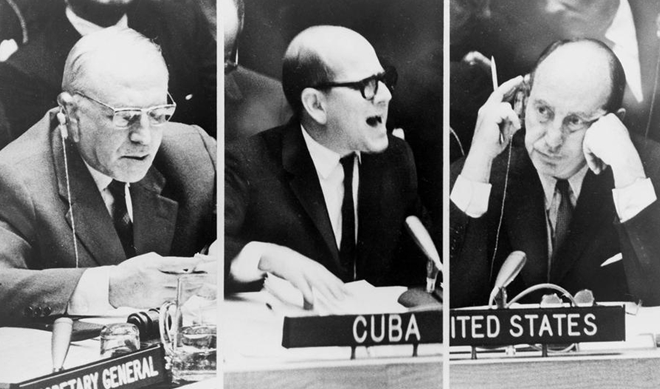 RETARY GENERAL
CUBA
ITED STATES